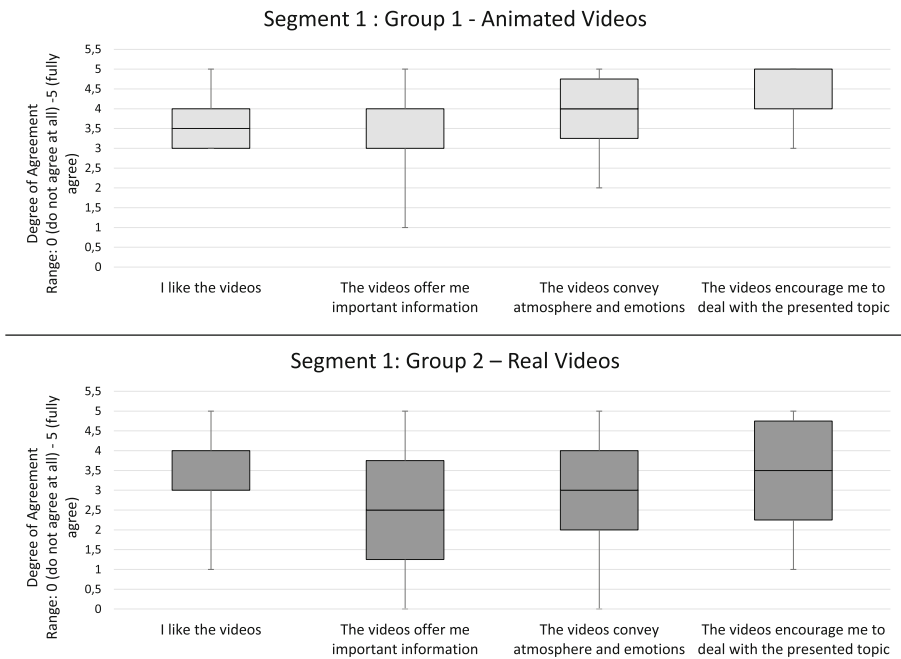 Segment 1 : Group 1 - Animated Videos
Degree of Agreement
Range: 0 (do not agree at all) -5 (fully
agree)
5,5
5
4,5
4
3,5
3
2,5
2
1,5
1
0,5
0
I like the videos
The videos offer me
important information
The videos convey
atmosphere and emotions
The videos encourage me to
deal with the presented topic
Segment 1: Group 2 – Real Videos
Degree of Agreement
Range: 0 (do not agree at all) - 5 (fully
agree)
5,5
5
4,5
4
3,5
3
2,5
2
1,5
1
0,5
0
I like the videos
The videos offer me
important information
The videos convey
atmosphere and emotions
The videos encourage me to
deal with the presented topic